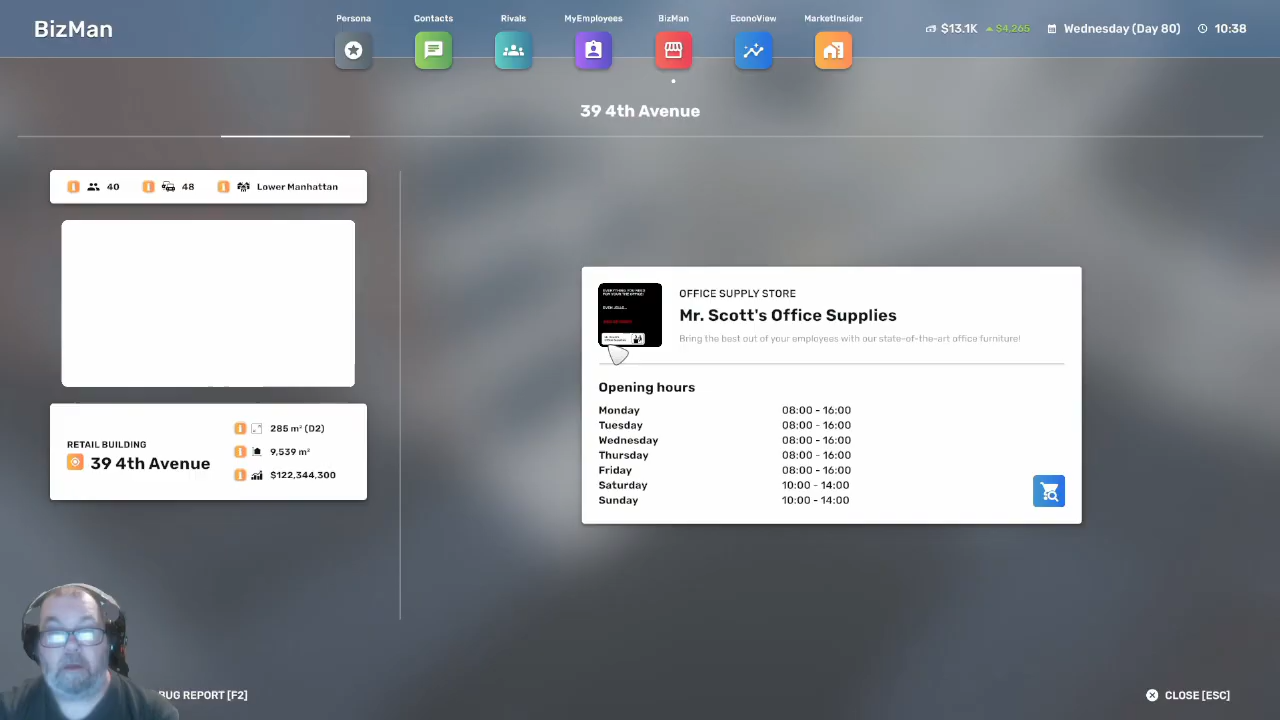 BizMan
Persona
Contacts
Rivals
MyEmployees
BizMan
EconoView
MarketInsider
$13.1K
$4,265
Wednesday (Day 80)
10:38
39 4th Avenue
40
48
Lower Manhattan
RETAIL BUILDING
39 4th Avenue
285 m² (D2)
9,539 m²
$122,344,300
OFFICE SUPPLY STORE
Mr. Scott's Office Supplies
Bring the best out of your employees with our state-of-the-art office furniture!
Opening hours
Monday 08:00 - 16:00
Tuesday 08:00 - 16:00
Wednesday 08:00 - 16:00
Thursday 08:00 - 16:00
Friday 08:00 - 16:00
Saturday 10:00 - 14:00
Sunday 10:00 - 14:00
BUG REPORT [F2]
CLOSE [ESC]